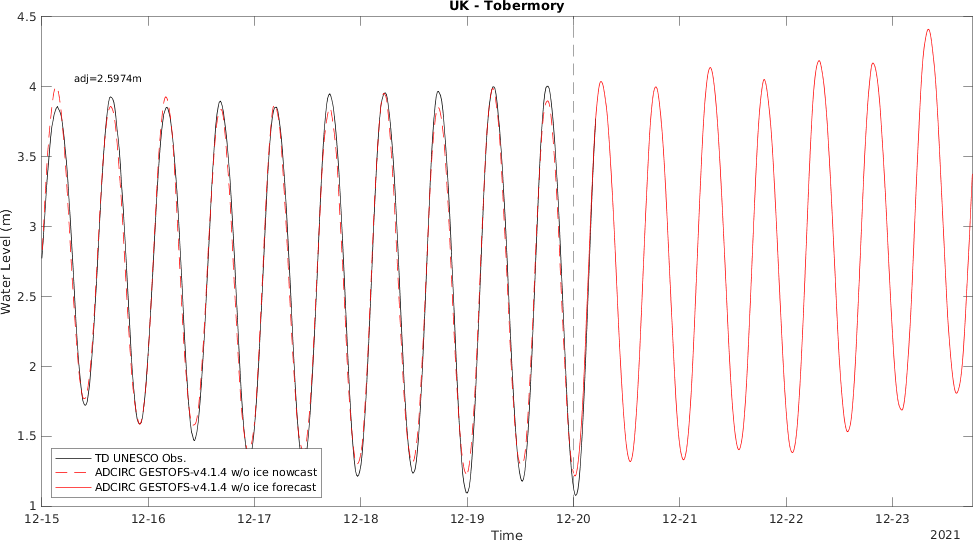 UK - Tobermory
4.5
adj=2.5974m
4
3.5
3
Water Level (m)
2.5
2
1.5
TD UNESCO Obs.
ADCIRC GESTOFS-v4.1.4 w/o ice nowcast
ADCIRC GESTOFS-v4.1.4 w/o ice forecast
1
12-15 12-16 12-17 12-18 12-19 12-20 12-21 12-22 12-23
Time
2021